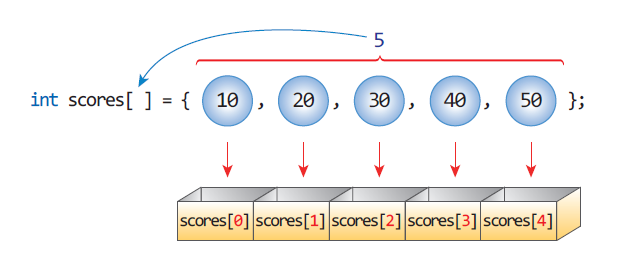 5
int scores[ ] = { 10 , 20 , 30 , 40 , 50 };
scores[0] scores[1] scores[2] scores[3] scores[4]